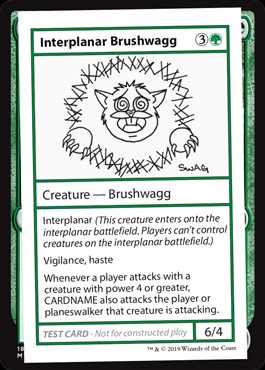 Interplanar Brushwagg 3
SWAG
Creature — Brushwagg
Interplanar (This creature enters onto the
interplanar battlefield. Players can't control
creatures on the interplanar battlefield.)
Vigilance, haste
Whenever a player attacks with a
creature with power 4 or greater,
CARDNAME also attacks the player or
planeswalker that creature is attacking.
TEST CARD - Not for constructed play 6/4
18
M
™ & © 2019 Wizards of the Coast